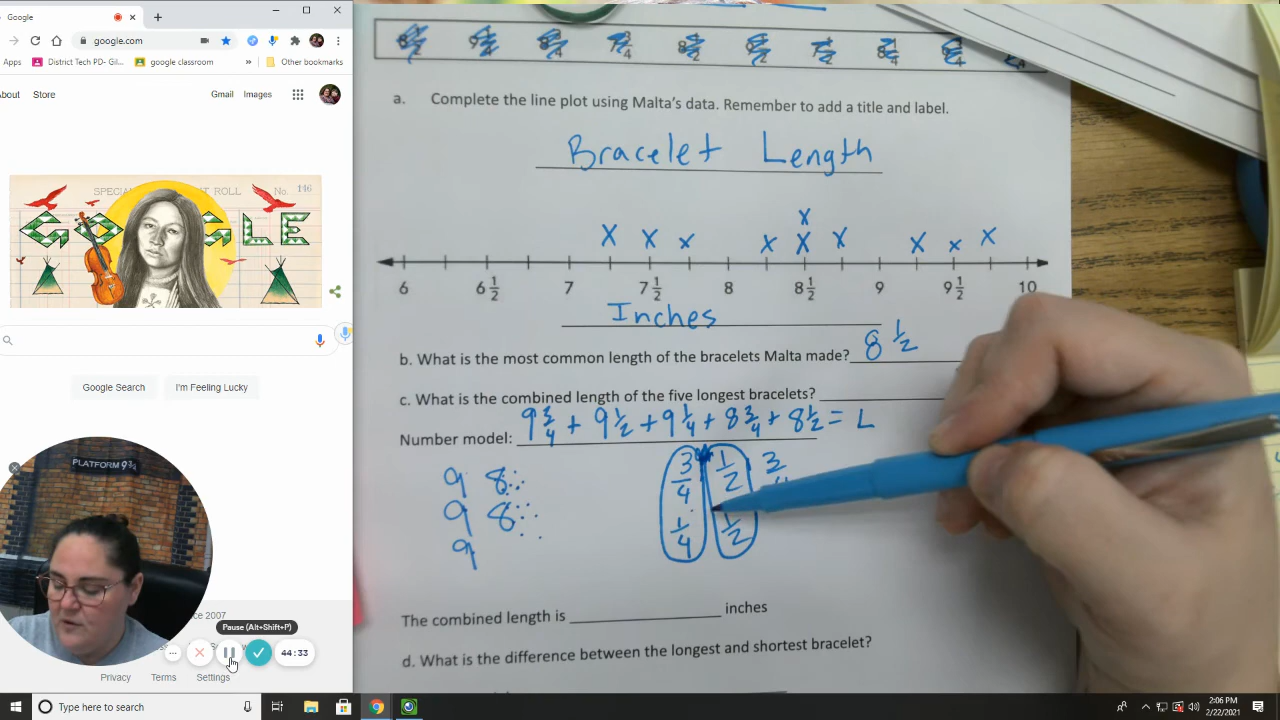 Google
google.com
Apps District Tech PD- Gil... google classroom Other bookmarks
About Store Gmail Images
SPECIAL ROLL No. 146
GOOGLE
Google Search I'm Feeling Lucky
PLATFORM 9¾
Pause (Alt+Shift+P)
44:33
Privacy Terms Settings
a. Complete the line plot using Malta's data. Remember to add a title and label.
Bracelet Length
X
X X X X X X X X X
6 6 1/2 7 7 1/2 8 8 1/2 9 9 1/2 10
Inches
b. What is the most common length of the bracelets Malta made? 8 1/2
c. What is the combined length of the five longest bracelets?
Number model: 9 3/4 + 9 1/2 + 9 1/4 + 8 3/4 + 8 1/2 = L
9 8 3/4 1/2 3
9 8 1/4 1/2
9
The combined length is inches
d. What is the difference between the longest and shortest bracelet?
Type here to search
2:06 PM
2/22/2021